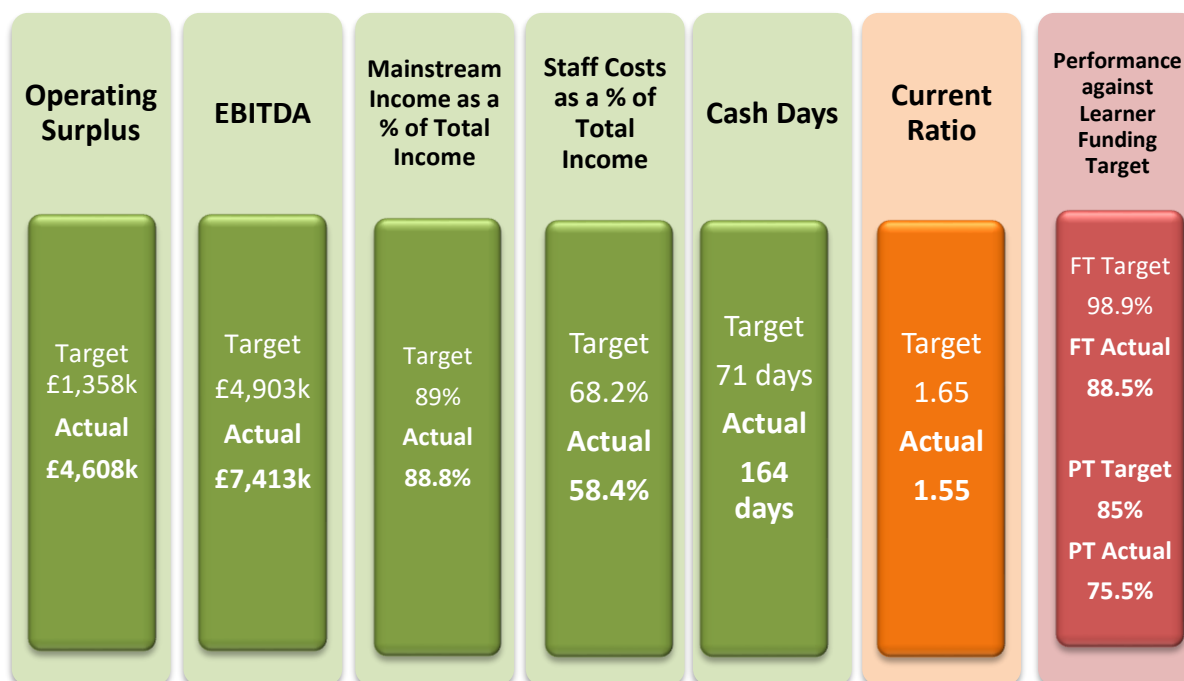 Operating
Surplus
Target
£1,358k
Actual
£4,608k
EBITDA
Target
£4,903k
Actual
£7,413k
Mainstream
Income as a
% of Total
Income
Target
89%
Actual
88.8%
Staff Costs
as a % of
Total
Income
Target
68.2%
Actual
58.4%
Cash Days
Target
71 days
Actual
164
days
Current
Ratio
Target
1.65
Actual
1.55
Performance
against
Learner
Funding
Target
FT Target
98.9%
FT Actual
88.5%
PT Target
85%
PT Actual
75.5%